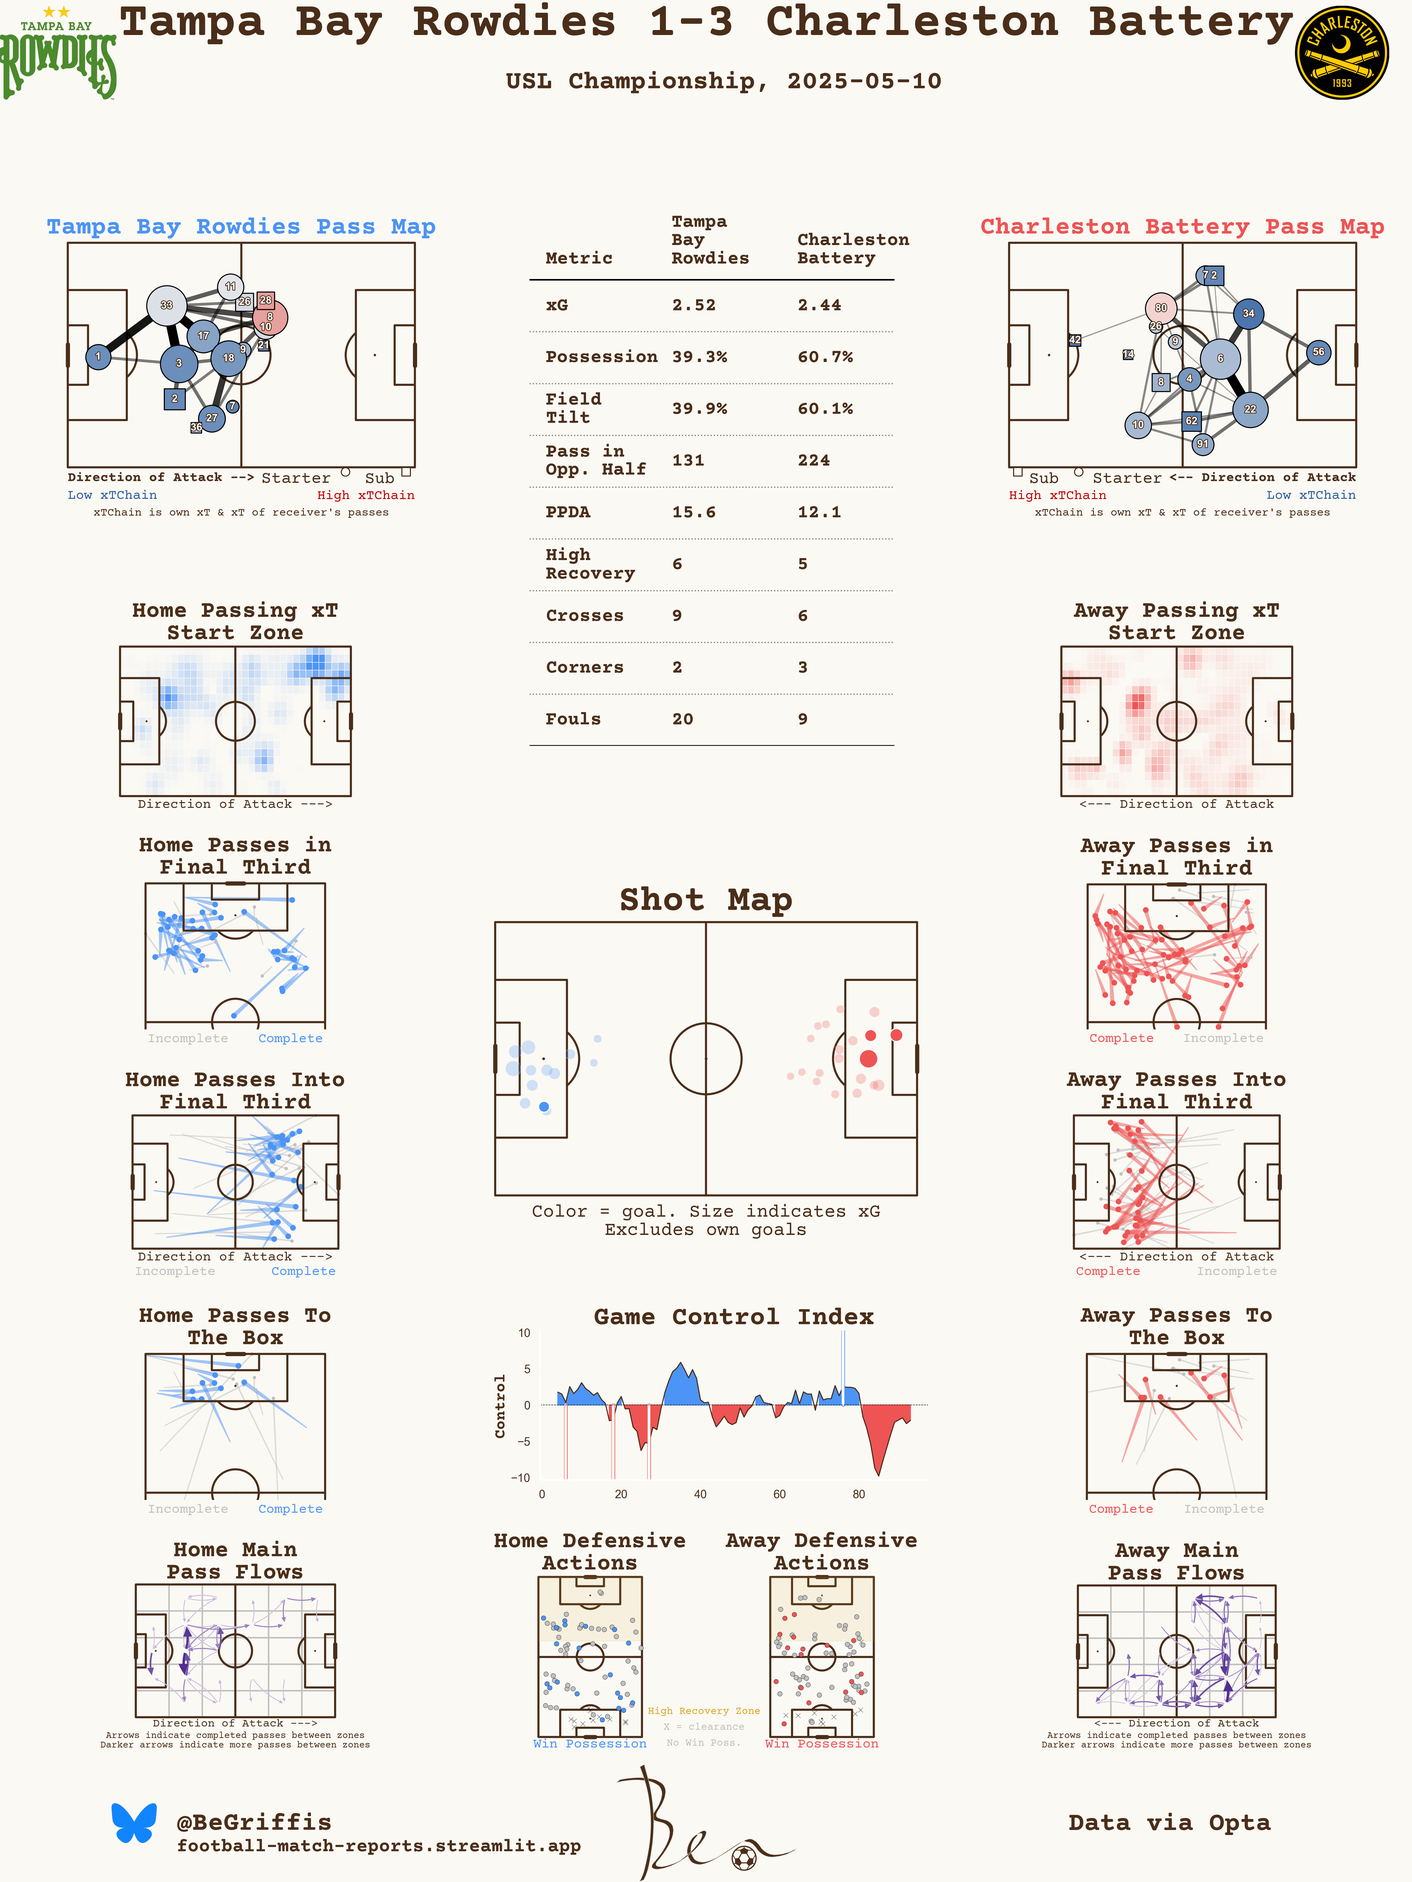 Tampa Bay Rowdies 1-3 Charleston Battery
USL Championship, 2025-05-10
TAMPA BAY
ROWDIES
CHARLESTON
1993
Tampa Bay Rowdies Pass Map
33
11
26
28
8
10
17
1
3
18
9
21
2
7
27
36
Direction of Attack --> Starter Sub
Low xTChain High xTChain
xTChain is own xT & xT of receiver's passes
Metric Tampa Bay Rowdies Charleston Battery
xG 2.52 2.44
Possession 39.3% 60.7%
Field Tilt 39.9% 60.1%
Pass in Opp. Half 131 224
PPDA 15.6 12.1
High Recovery 6 5
Crosses 9 6
Corners 2 3
Fouls 20 9
Charleston Battery Pass Map
7
2
80
34
26
42
9
14
6
56
8
4
22
10
62
91
Sub Starter <-- Direction of Attack
High xTChain Low xTChain
xTChain is own xT & xT of receiver's passes
Home Passing xT
Start Zone
Direction of Attack --->
Away Passing xT
Start Zone
<--- Direction of Attack
Home Passes in
Final Third
Incomplete Complete
Away Passes in
Final Third
Complete Incomplete
Shot Map
Color = goal. Size indicates xG
Excludes own goals
Home Passes Into
Final Third
Direction of Attack --->
Incomplete Complete
Away Passes Into
Final Third
<--- Direction of Attack
Complete Incomplete
Home Passes To
The Box
Incomplete Complete
Game Control Index
Control
10
5
0
−5
−10
0 20 40 60 80
Away Passes To
The Box
Complete Incomplete
Home Main
Pass Flows
Direction of Attack --->
Arrows indicate completed passes between zones
Darker arrows indicate more passes between zones
Home Defensive
Actions
Win Possession
Away Defensive
Actions
Win Possession
High Recovery Zone
X = clearance
No Win Poss.
Away Main
Pass Flows
<--- Direction of Attack
Arrows indicate completed passes between zones
Darker arrows indicate more passes between zones
@BeGriffis
football-match-reports.streamlit.app
Ben
Data via Opta